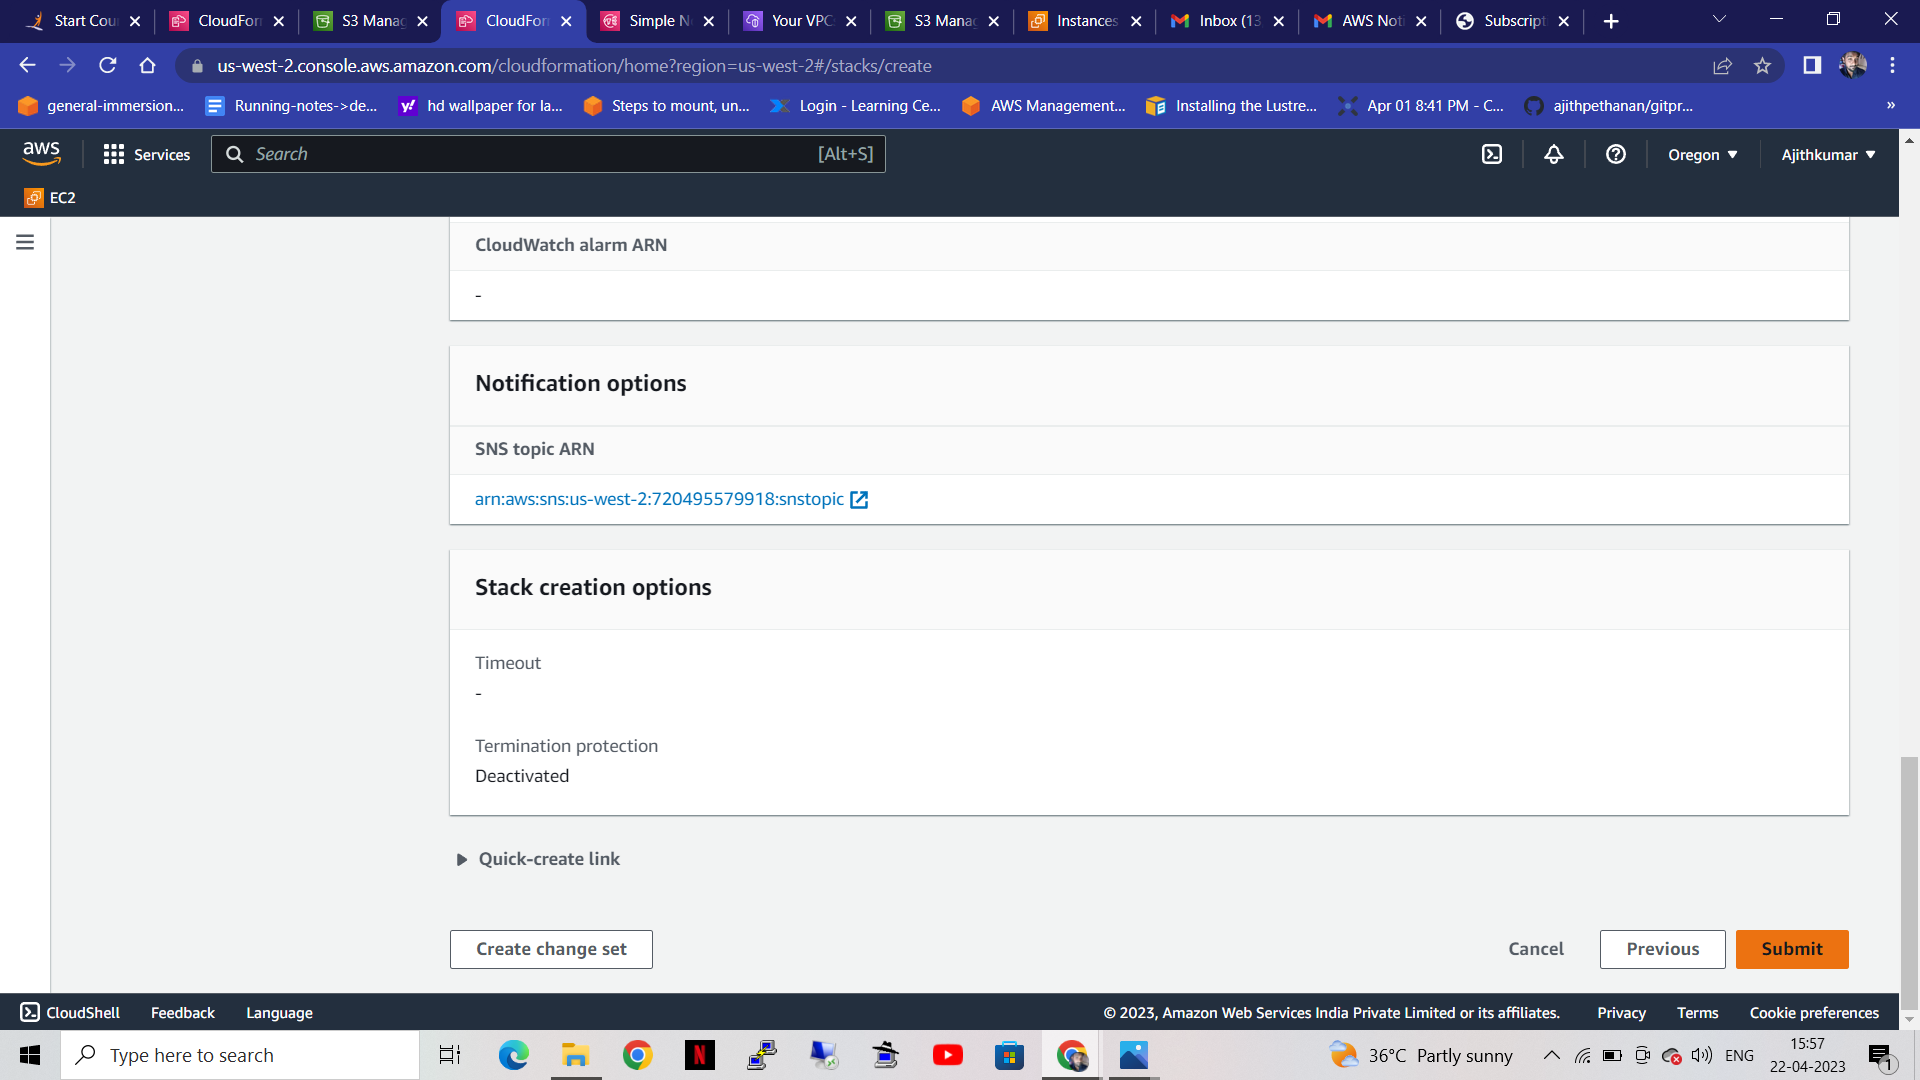 Start Cour
CloudForm
S3 Manag
CloudForm
Simple N
Your VPC
S3 Manag
Instances
Inbox (13
AWS Noti
Subscript
us-west-2.console.aws.amazon.com/cloudformation/home?region=us-west-2#/stacks/create
general-immersion...
Running-notes->de...
hd wallpaper for la...
Steps to mount, un...
Login - Learning Ce...
AWS Management...
Installing the Lustre...
Apr 01 8:41 PM - C...
ajithpethanan/gitpr...
»
aws
Services
Search
[Alt+S]
Oregon
Ajithkumar
EC2
CloudWatch alarm ARN
-
Notification options
SNS topic ARN
arn:aws:sns:us-west-2:720495579918:snstopic
Stack creation options
Timeout
-
Termination protection
Deactivated
Quick-create link
Create change set
Cancel
Previous
Submit
CloudShell
Feedback
Language
© 2023, Amazon Web Services India Private Limited or its affiliates.
Privacy
Terms
Cookie preferences
Type here to search
36°C Partly sunny
ENG
15:57
22-04-2023
1